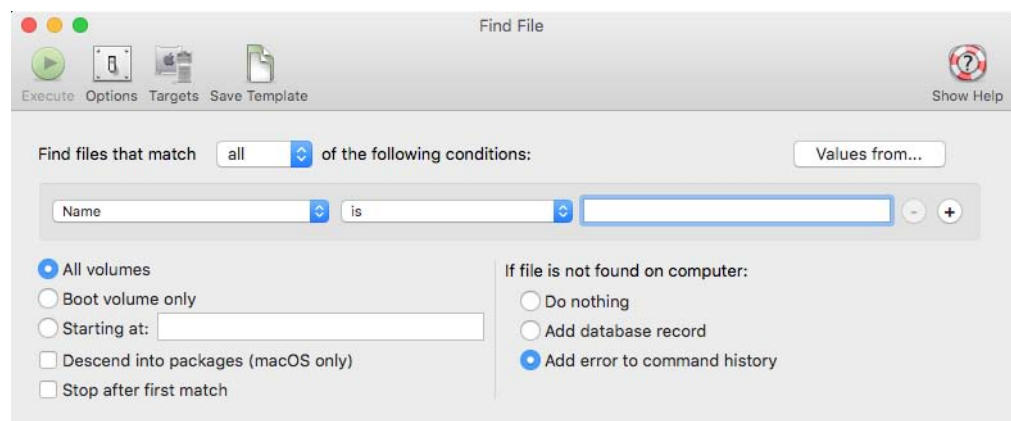 Find File
Execute Options Targets Save Template Show Help
Find files that match all of the following conditions: Values from...
Name is - +
All volumes
Boot volume only
Starting at:
Descend into packages (macOS only)
Stop after first match
If file is not found on computer:
Do nothing
Add database record
Add error to command history